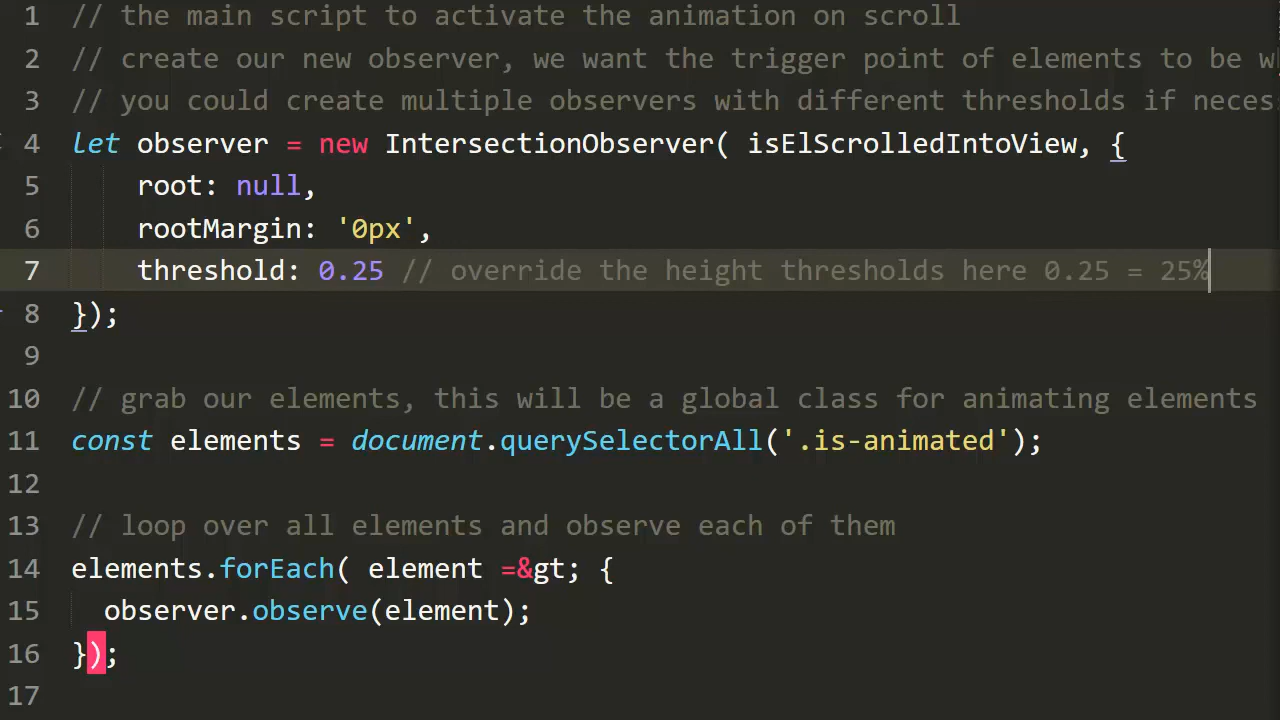 1 // the main script to activate the animation on scroll
2 // create our new observer, we want the trigger point of elements to be
3 // you could create multiple observers with different thresholds if neces
4 let observer = new IntersectionObserver( isElScrolledIntoView, {
5 root: null,
6 rootMargin: '0px',
7 threshold: 0.25 // override the height thresholds here 0.25 = 25%
8 });
9
10 // grab our elements, this will be a global class for animating elements
11 const elements = document.querySelectorAll('.is-animated');
12
13 // loop over all elements and observe each of them
14 elements.forEach( element =&gt; {
15 observer.observe(element);
16 });
17